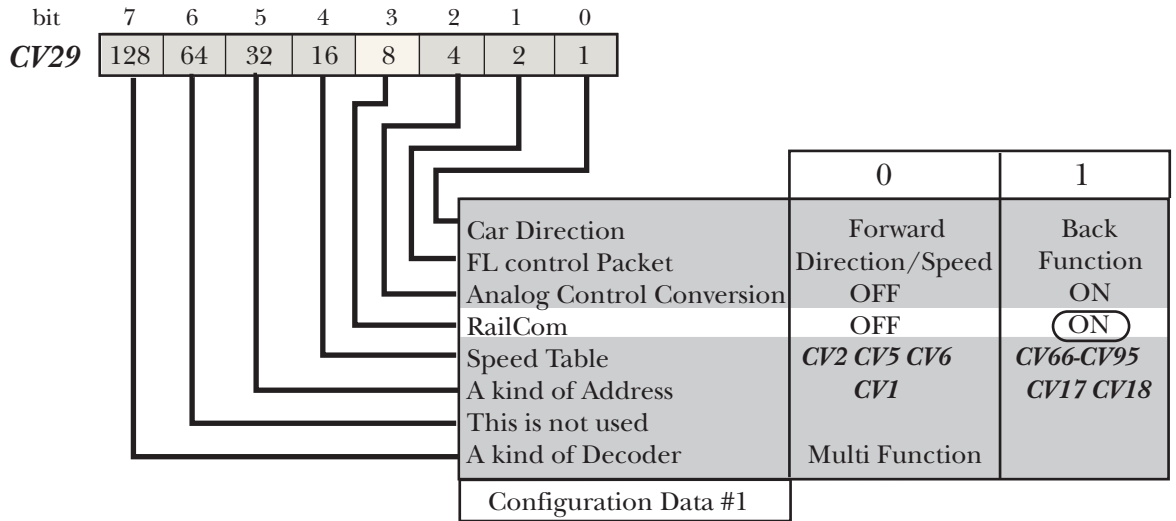 bit 7 6 5 4 3 2 1 0
CV29 128 64 32 16 8 4 2 1
0 1
Car Direction Forward Back
FL control Packet Direction/Speed Function
Analog Control Conversion OFF ON
RailCom OFF ON
Speed Table CV2 CV5 CV6 CV66-CV95
A kind of Address CV1 CV17 CV18
This is not used
A kind of Decoder Multi Function
Configuration Data #1